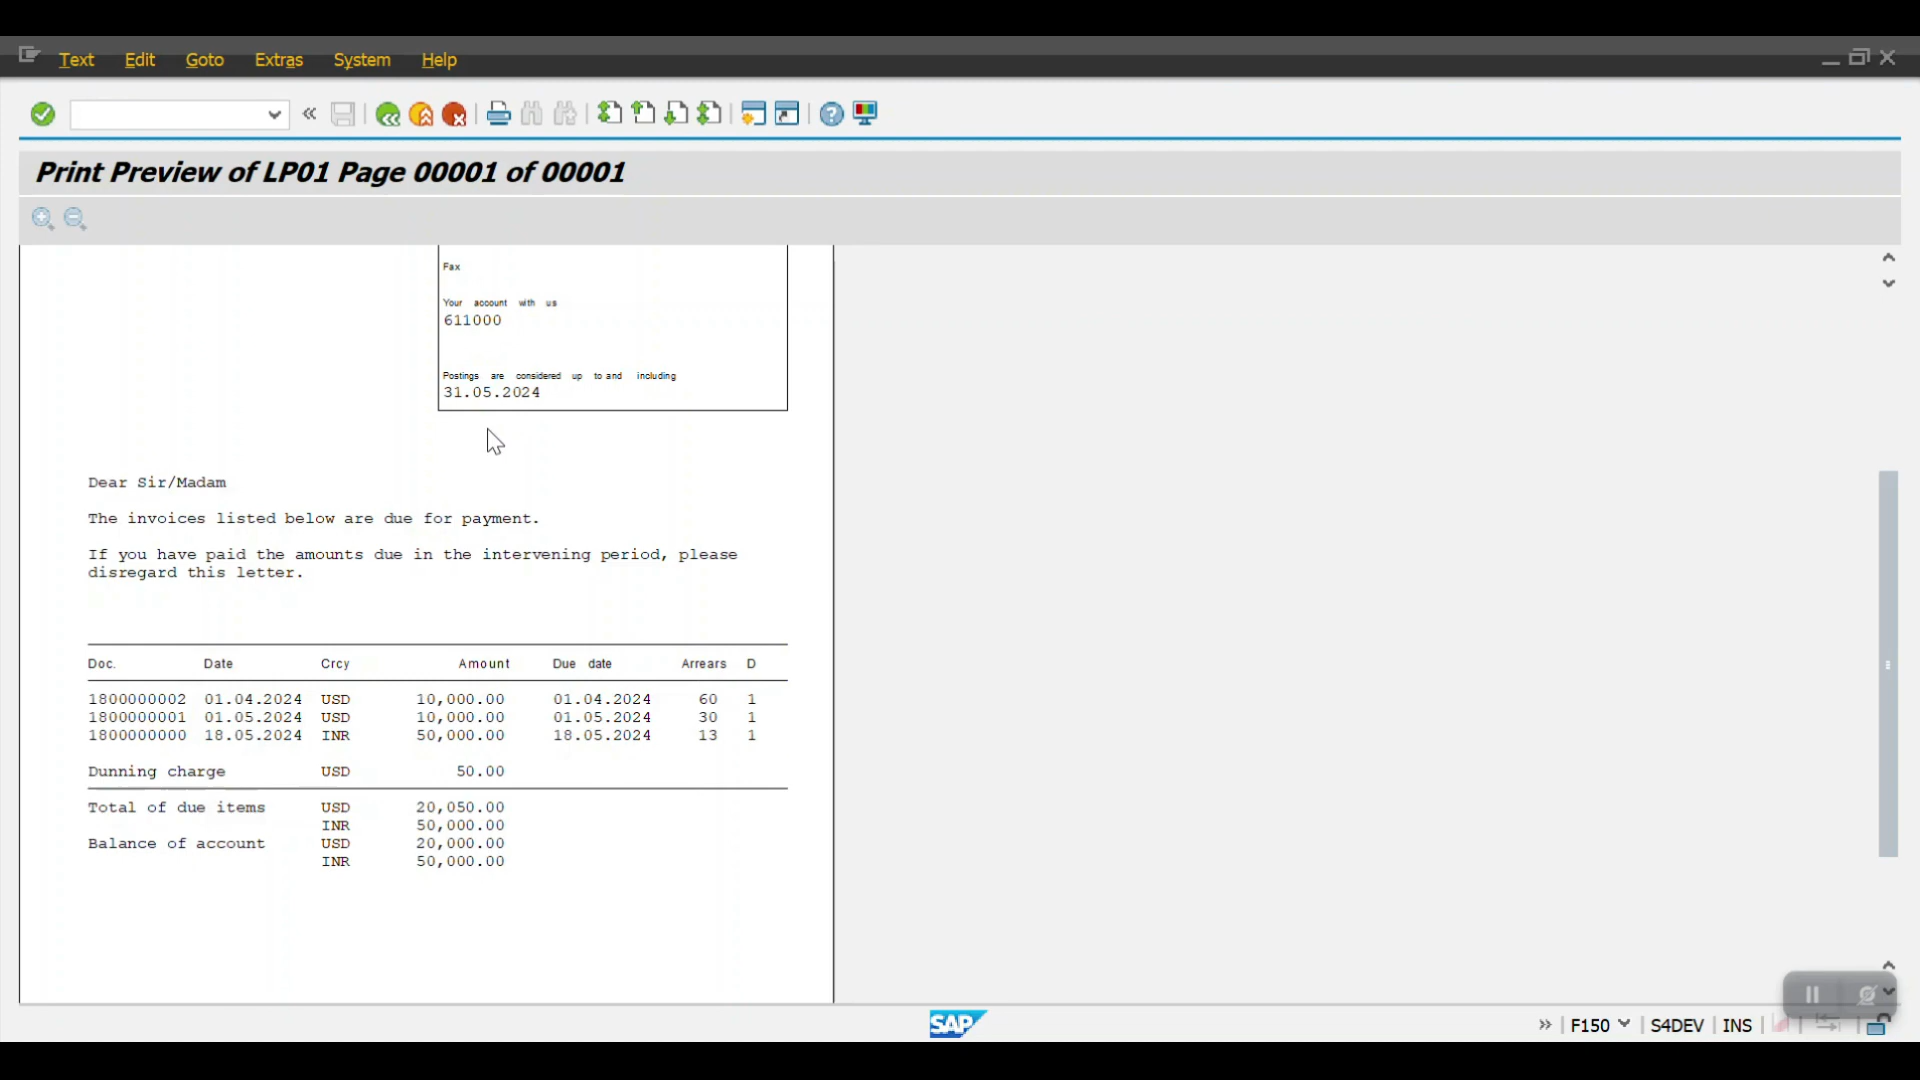 Text Edit Goto Extras System Help
Print Preview of LP01 Page 00001 of 00001
Fax
Your account with us
611000
Postings are considered up to and including
31.05.2024
Dear Sir/Madam
The invoices listed below are due for payment.
If you have paid the amounts due in the intervening period, please
disregard this letter.
Doc. Date Crcy Amount Due date Arrears D
1800000002 01.04.2024 USD 10,000.00 01.04.2024 60 1
1800000001 01.05.2024 USD 10,000.00 01.05.2024 30 1
1800000000 18.05.2024 INR 50,000.00 18.05.2024 13 1
Dunning charge USD 50.00
Total of due items USD 20,050.00
INR 50,000.00
Balance of account USD 20,000.00
INR 50,000.00
SAP
F150 S4DEV INS